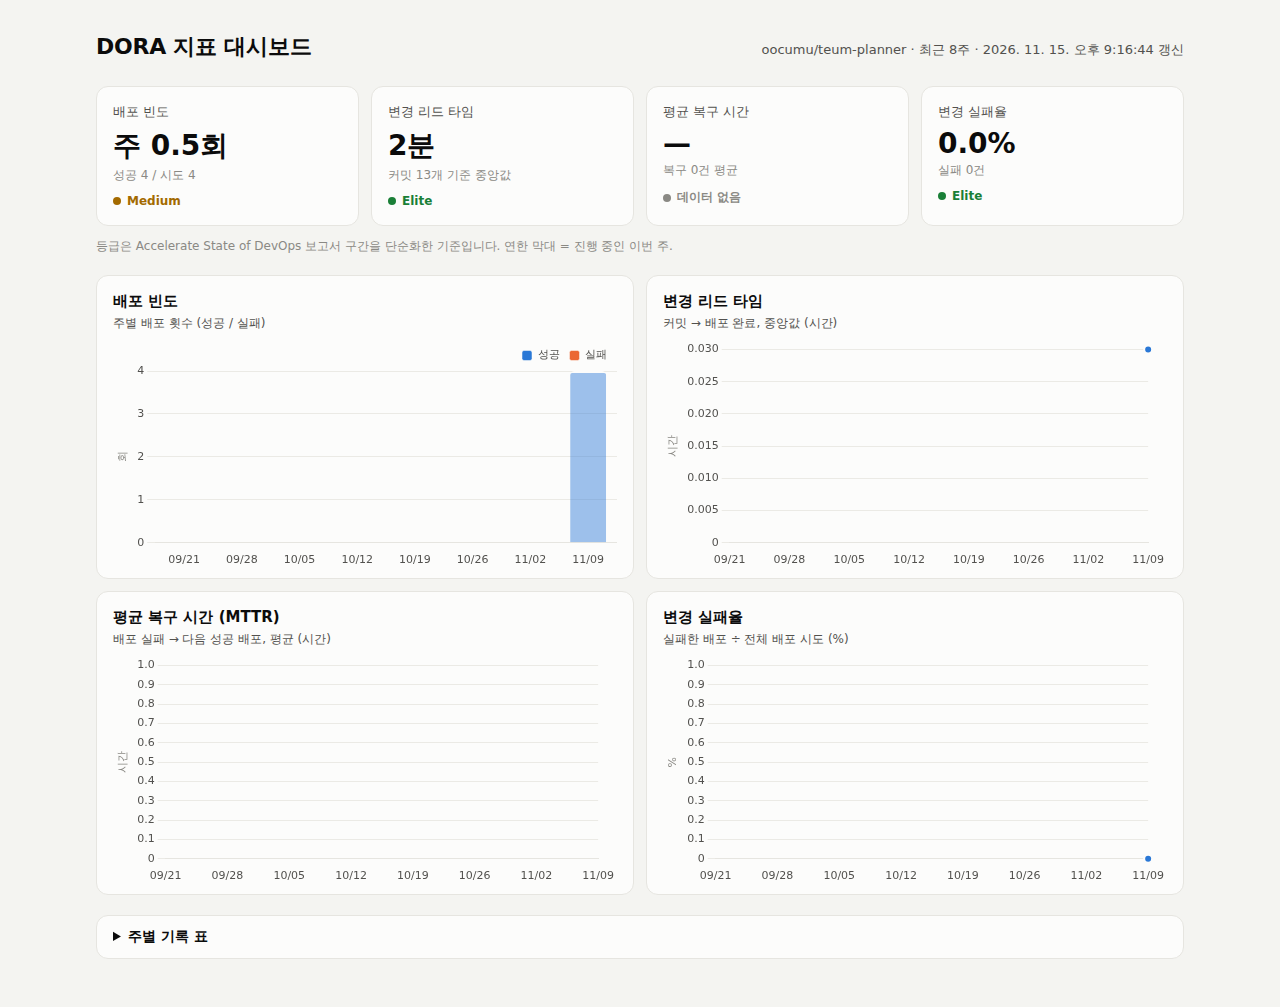 DORA 지표 대시보드
oocumu/teum-planner · 최근 8주 · 2026. 11. 15. 오후 9:16:44 갱신
배포 빈도
주 0.5회
성공 4 / 시도 4
Medium
변경 리드 타임
2분
커밋 13개 기준 중앙값
Elite
평균 복구 시간
—
복구 0건 평균
데이터 없음
변경 실패율
0.0%
실패 0건
Elite
등급은 Accelerate State of DevOps 보고서 구간을 단순화한 기준입니다. 연한 막대 = 진행 중인 이번 주.
배포 빈도
주별 배포 횟수 (성공 / 실패)
성공 실패
회
4
3
2
1
0
09/21 09/28 10/05 10/12 10/19 10/26 11/02 11/09
변경 리드 타임
커밋 → 배포 완료, 중앙값 (시간)
시간
0.030
0.025
0.020
0.015
0.010
0.005
0
09/21 09/28 10/05 10/12 10/19 10/26 11/02 11/09
평균 복구 시간 (MTTR)
배포 실패 → 다음 성공 배포, 평균 (시간)
시간
1.0
0.9
0.8
0.7
0.6
0.5
0.4
0.3
0.2
0.1
0
09/21 09/28 10/05 10/12 10/19 10/26 11/02 11/09
변경 실패율
실패한 배포 ÷ 전체 배포 시도 (%)
%
1.0
0.9
0.8
0.7
0.6
0.5
0.4
0.3
0.2
0.1
0
09/21 09/28 10/05 10/12 10/19 10/26 11/02 11/09
▶ 주별 기록 표